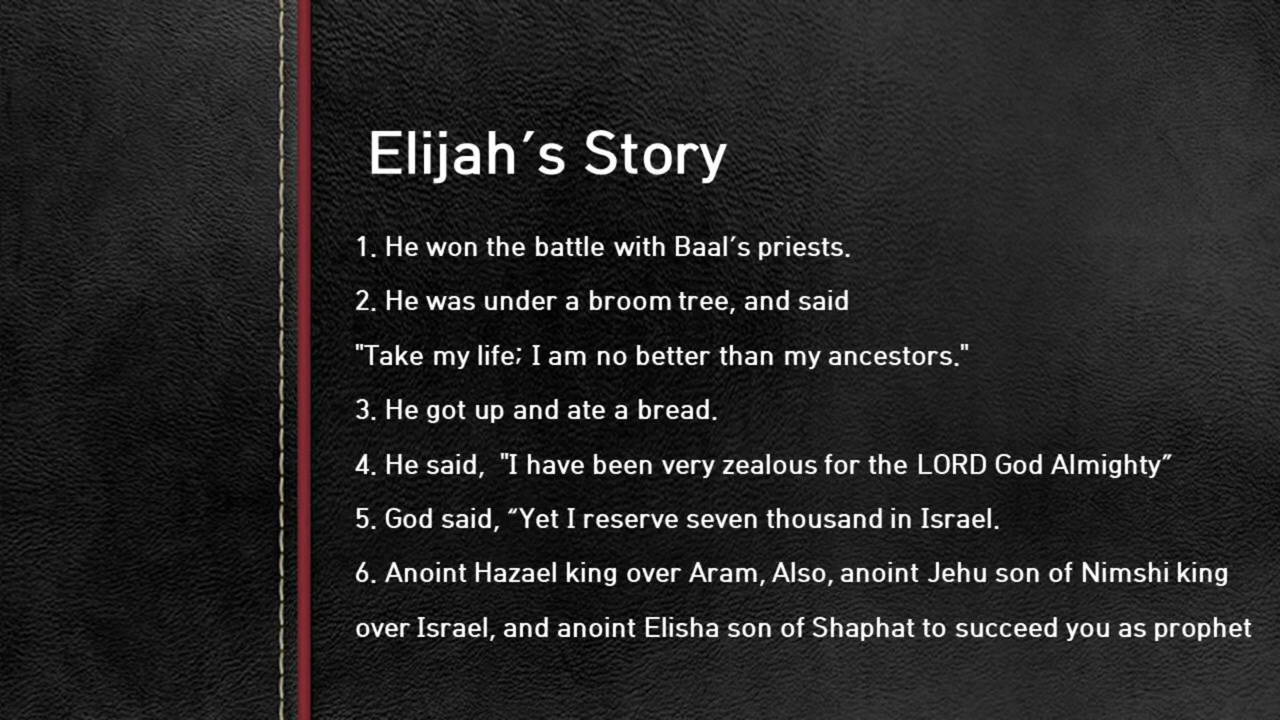 Elijah′s Story
1. He won the battle with Baal′s priests.
2. He was under a broom tree, and said
"Take my life; I am no better than my ancestors."
3. He got up and ate a bread.
4. He said,  "I have been very zealous for the LORD God Almighty″
5. God said, “Yet I reserve seven thousand in Israel.
6. Anoint Hazael king over Aram, Also, anoint Jehu son of Nimshi king
over Israel, and anoint Elisha son of Shaphat to succeed you as prophet